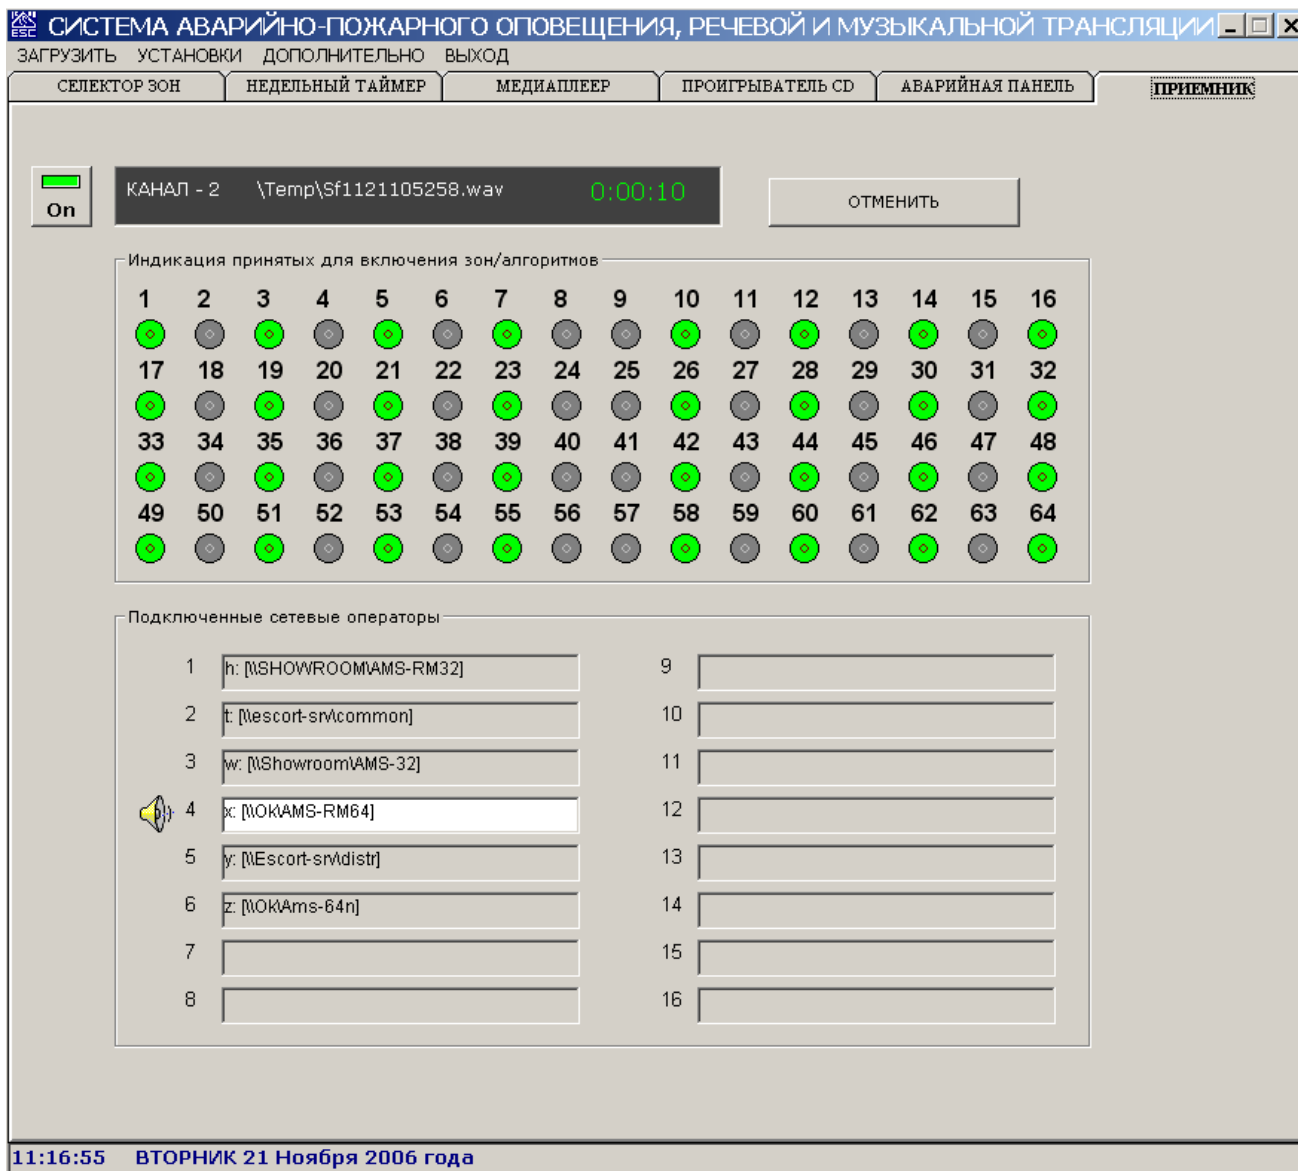 ESC СИСТЕМА АВАРИЙНО-ПОЖАРНОГО ОПОВЕЩЕНИЯ, РЕЧЕВОЙ И МУЗЫКАЛЬНОЙ ТРАНСЛЯЦИИ
ЗАГРУЗИТЬ УСТАНОВКИ ДОПОЛНИТЕЛЬНО ВЫХОД
СЕЛЕКТОР ЗОН НЕДЕЛЬНЫЙ ТАЙМЕР МЕДИАПЛЕЕР ПРОИГРЫВАТЕЛЬ CD АВАРИЙНАЯ ПАНЕЛЬ ПРИЕМНИК
On КАНАЛ - 2 \Temp\Sf1121105258.wav 0:00:10 ОТМЕНИТЬ
Индикация принятых для включения зон/алгоритмов
1 2 3 4 5 6 7 8 9 10 11 12 13 14 15 16
17 18 19 20 21 22 23 24 25 26 27 28 29 30 31 32
33 34 35 36 37 38 39 40 41 42 43 44 45 46 47 48
49 50 51 52 53 54 55 56 57 58 59 60 61 62 63 64
Подключенные сетевые операторы
1 h: [\\SHOWROOM\AMS-RM32]
2 t: [\\escort-srv\common]
3 w: [\\Showroom\AMS-32]
4 x: [\\Ok\AMS-RM64]
5 y: [\\Escort-srv\distr]
6 z: [\\Ok\Ams-64n]
7
8
9
10
11
12
13
14
15
16
11:16:55 ВТОРНИК 21 Ноября 2006 года